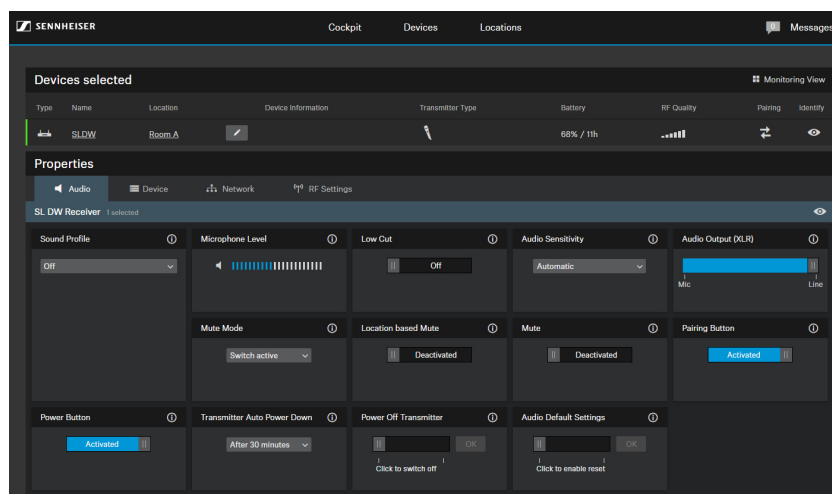 SENNHEISER Cockpit Devices Locations 0 Messages
Devices selected Monitoring View
Type Name Location Device Information Transmitter Type Battery RF Quality Pairing Identify
SLDW Room A 68% / 11h
Properties
Audio Device Network RF Settings
SL DW Receiver 1 selected
Sound Profile Microphone Level Low Cut Audio Sensitivity Audio Output (XLR)
Off Off Automatic
Mic Line
Mute Mode Location based Mute Mute Pairing Button
Switch active Deactivated Deactivated Activated
Power Button Transmitter Auto Power Down Power Off Transmitter Audio Default Settings
Activated After 30 minutes OK OK
Click to switch off Click to enable reset